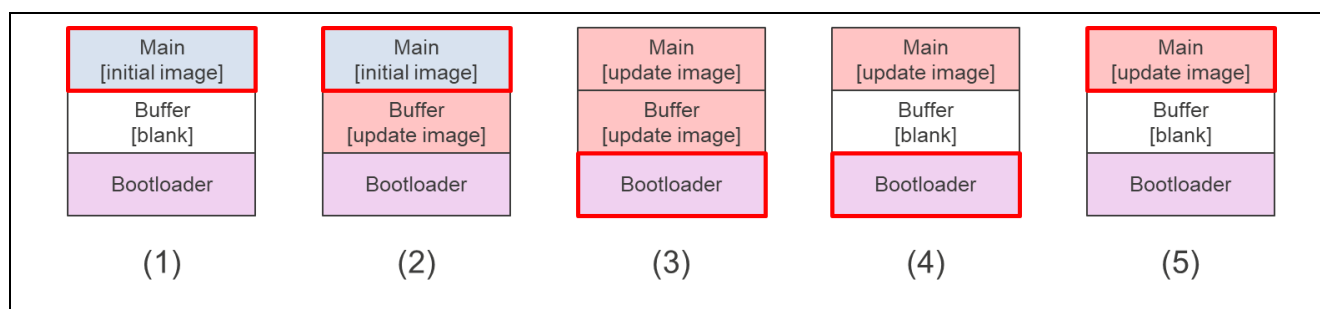 Main
[initial image]
Buffer
[blank]
Bootloader
(1)
Main
[initial image]
Buffer
[update image]
Bootloader
(2)
Main
[update image]
Buffer
[update image]
Bootloader
(3)
Main
[update image]
Buffer
[blank]
Bootloader
(4)
Main
[update image]
Buffer
[blank]
Bootloader
(5)